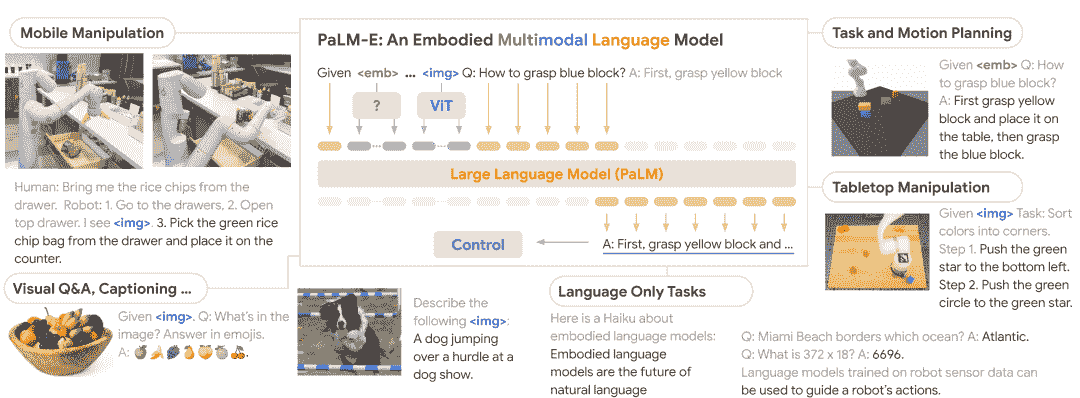 Mobile Manipulation
Human: Bring me the rice chips from the
drawer. Robot: 1. Go to the drawers, 2. Open
top drawer. I see <img>. 3. Pick the green rice
chip bag from the drawer and place it on the
counter.
Visual Q&A, Captioning ...
Given <img>. Q: What's in the
image? Answer in emojis.
A: 🍏🍌🍇🍐🍑🍈🍒.
PaLM-E: An Embodied Multimodal Language Model
Given <emb> ... <img> Q: How to grasp blue block? A: First, grasp yellow block
?
ViT
Large Language Model (PaLM)
Control
A: First, grasp yellow block and ...
Describe the
following <img>:
A dog jumping
over a hurdle at a
dog show.
Language Only Tasks
Here is a Haiku about
embodied language models:
Embodied language
models are the future of
natural language
Q: Miami Beach borders which ocean? A: Atlantic.
Q: What is 372 x 18? A: 6696.
Language models trained on robot sensor data can
be used to guide a robot's actions.
Task and Motion Planning
Given <emb> Q: How
to grasp blue block?
A: First grasp yellow
block and place it on
the table, then grasp
the blue block.
Tabletop Manipulation
Given <img> Task: Sort
colors into corners.
Step 1. Push the green
star to the bottom left.
Step 2. Push the green
circle to the green star.